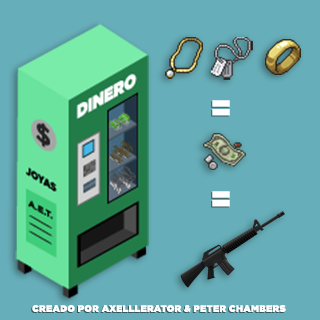 DINERO
$
JOYAS
A.E.T.
=
=
CREADO POR AXELLLERATOR & PETER CHAMBERS